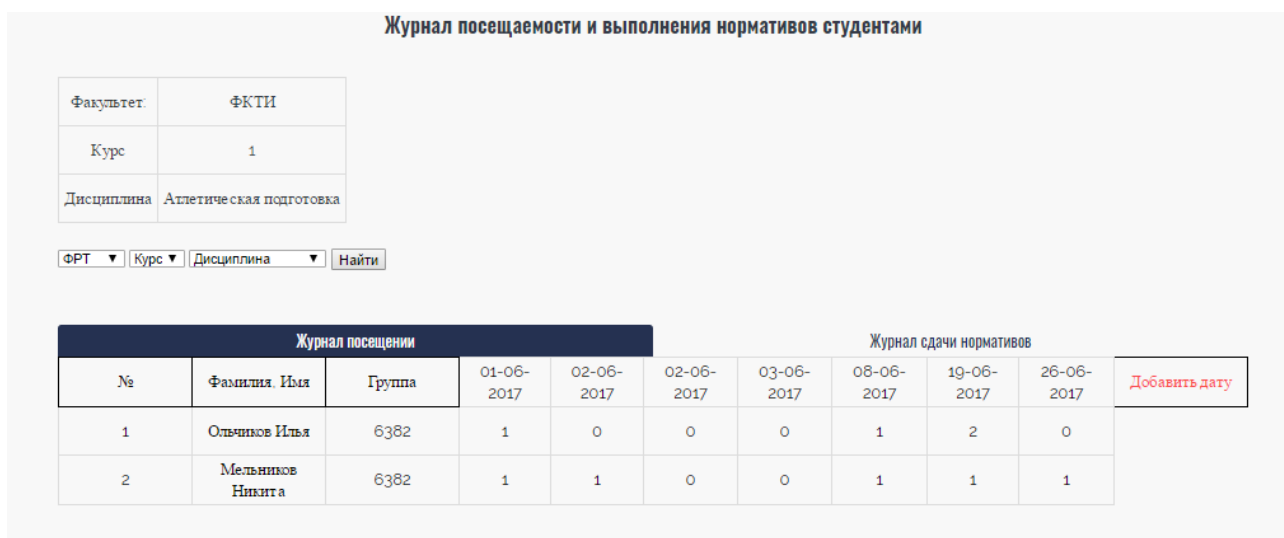 Журнал посещаемости и выполнения нормативов студентами
Факультет: ФКТИ
Курс 1
Дисциплина Атлетическая подготовка
ФРТ ▼ Курс ▼ Дисциплина ▼ Найти
Журнал посещении Журнал сдачи нормативов
№ Фамилия, Имя Группа 01-06-2017 02-06-2017 02-06-2017 03-06-2017 08-06-2017 19-06-2017 26-06-2017 Добавить дату
1 Ольчиков Илья 6382 1 0 0 0 1 2 0
2 Мельников Никита 6382 1 1 0 0 1 1 1